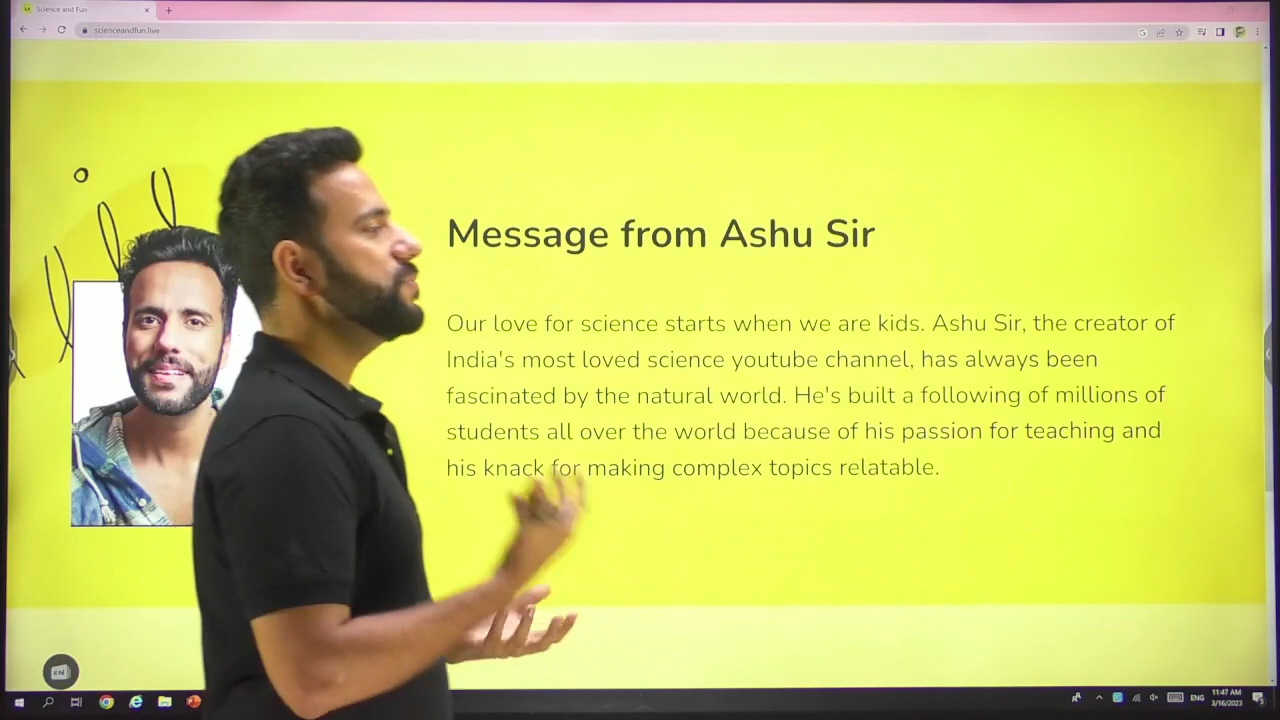 Science and Fun
scienceandfun.live
Message from Ashu Sir
Our love for science starts when we are kids. Ashu Sir, the creator of
India's most loved science youtube channel, has always been
fascinated by the natural world. He's built a following of millions of
students all over the world because of his passion for teaching and
his knack for making complex topics relatable.
EN
ENG
11:47 AM
3/16/2023